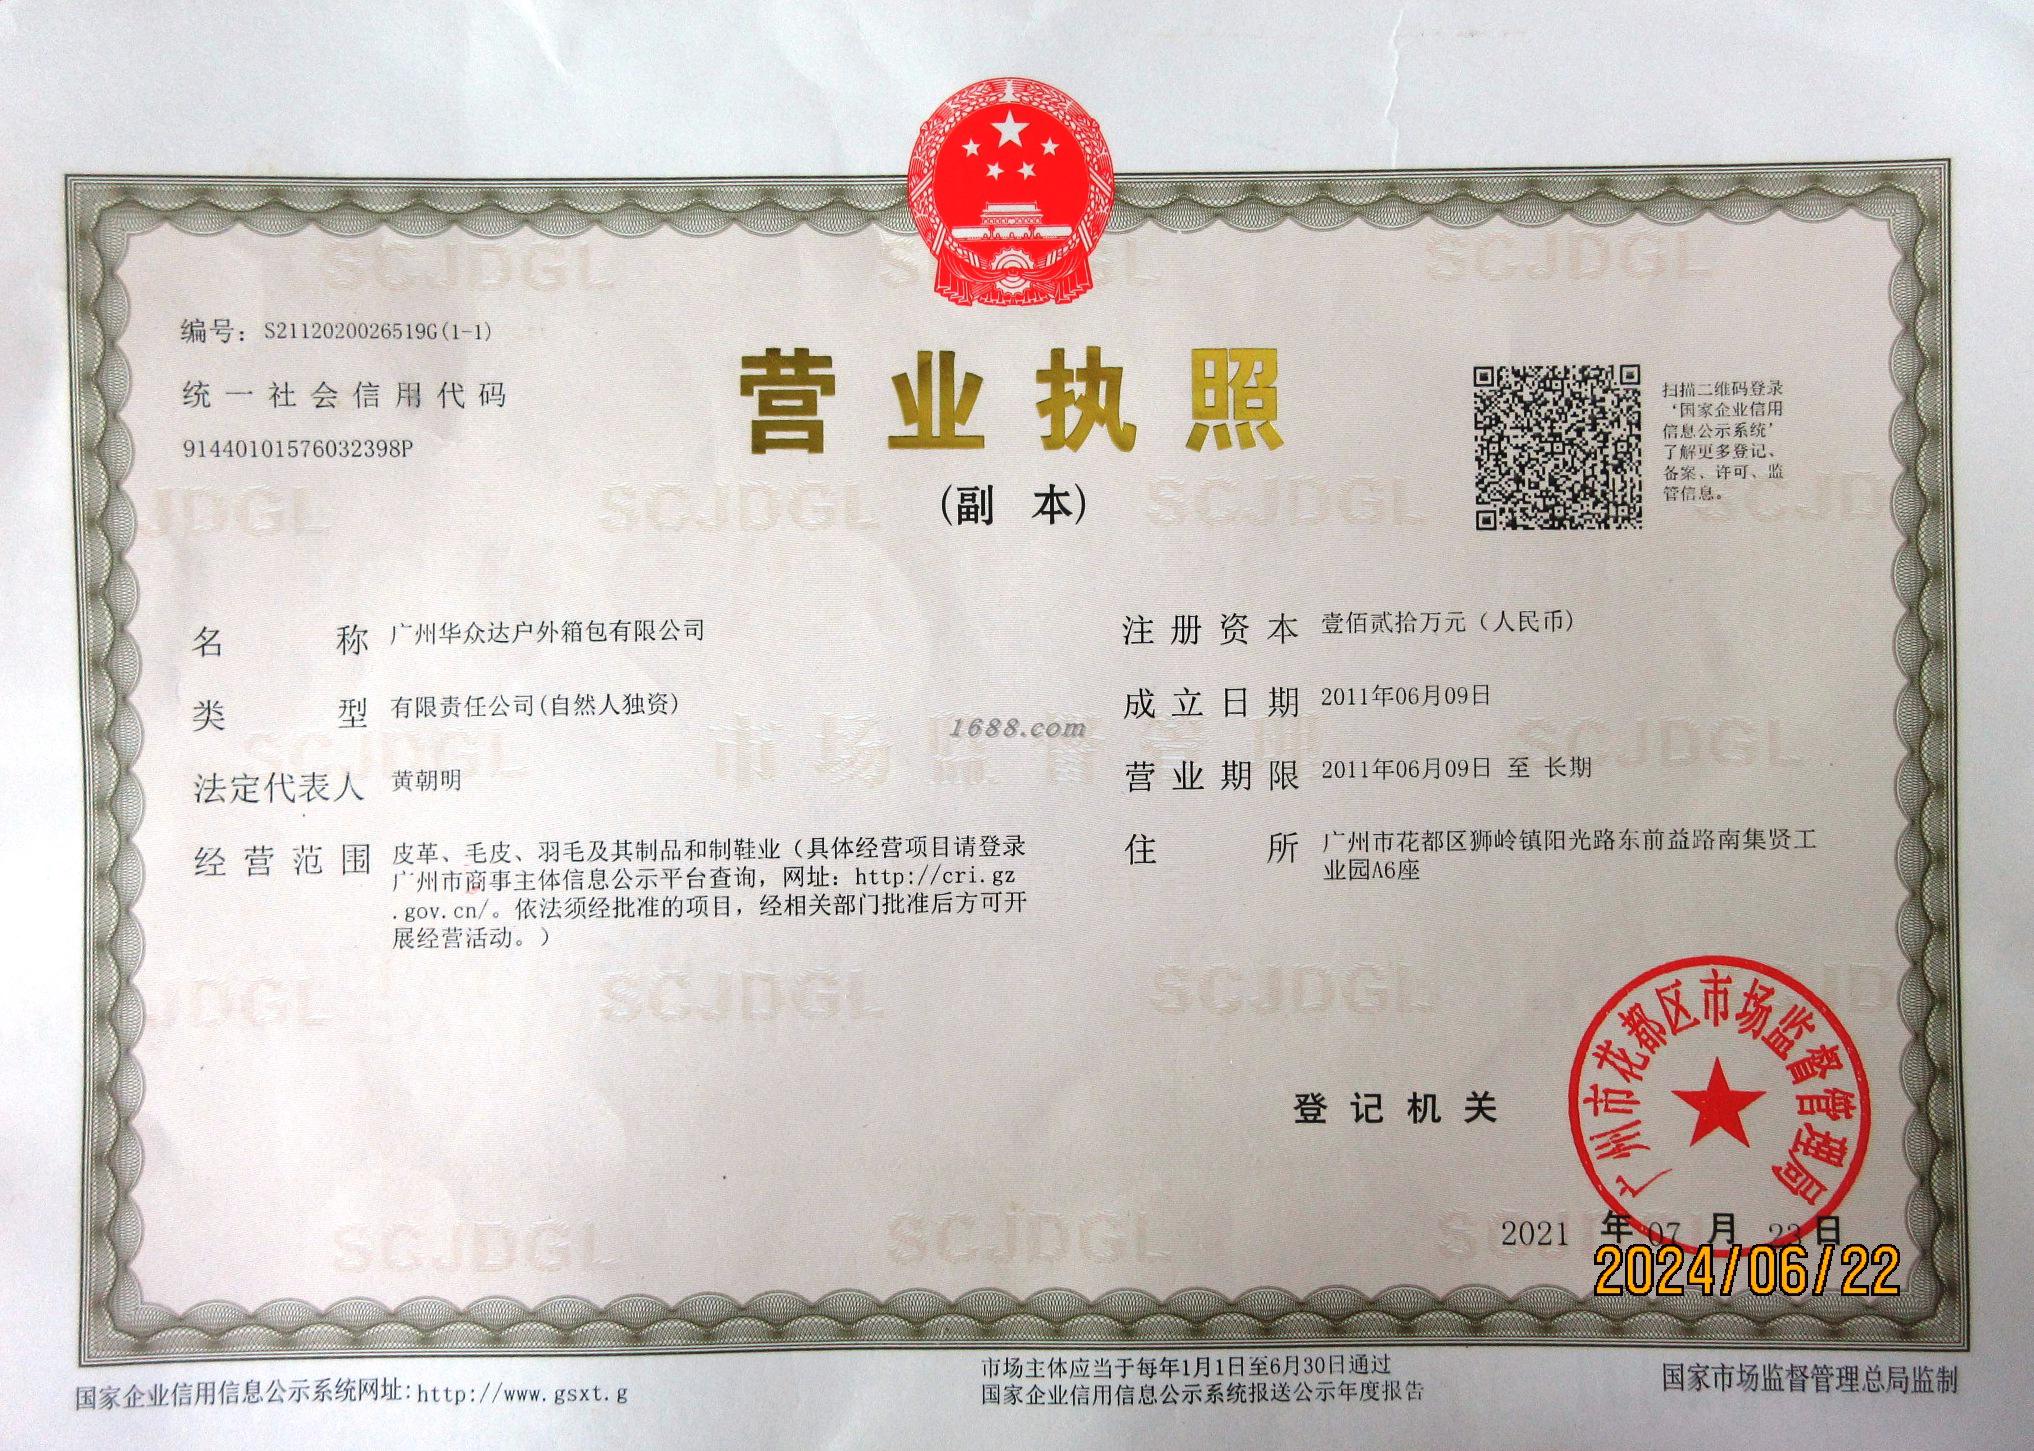 编号：S2112020026519G(1-1)
统一社会信用代码
91440101576032398P
营业执照
(副 本)
扫描二维码登录
‘国家企业信用
信息公示系统’
了解更多登记、
备案、许可、监
管信息。
名称 广州华众达户外箱包有限公司
类型 有限责任公司(自然人独资)
法定代表人 黄朝明
经营范围 皮革、毛皮、羽毛及其制品和制鞋业（具体经营项目请登录
广州市商事主体信息公示平台查询，网址：http://cri.gz
.gov.cn/。依法须经批准的项目，经相关部门批准后方可开
展经营活动。）
注册资本 壹佰贰拾万元（人民币）
成立日期 2011年06月09日
营业期限 2011年06月09日 至 长期
住所 广州市花都区狮岭镇阳光路东前益路南集贤工
业园A6座
1688.com
SCJDGL
市场监督管理
登记机关
广州市花都区市场监督管理局
2021 年 07 月 23 日
2024/06/22
国家企业信用信息公示系统网址:http://www.gsxt.g
市场主体应当于每年1月1日至6月30日通过
国家企业信用信息公示系统报送公示年度报告
国家市场监督管理总局监制